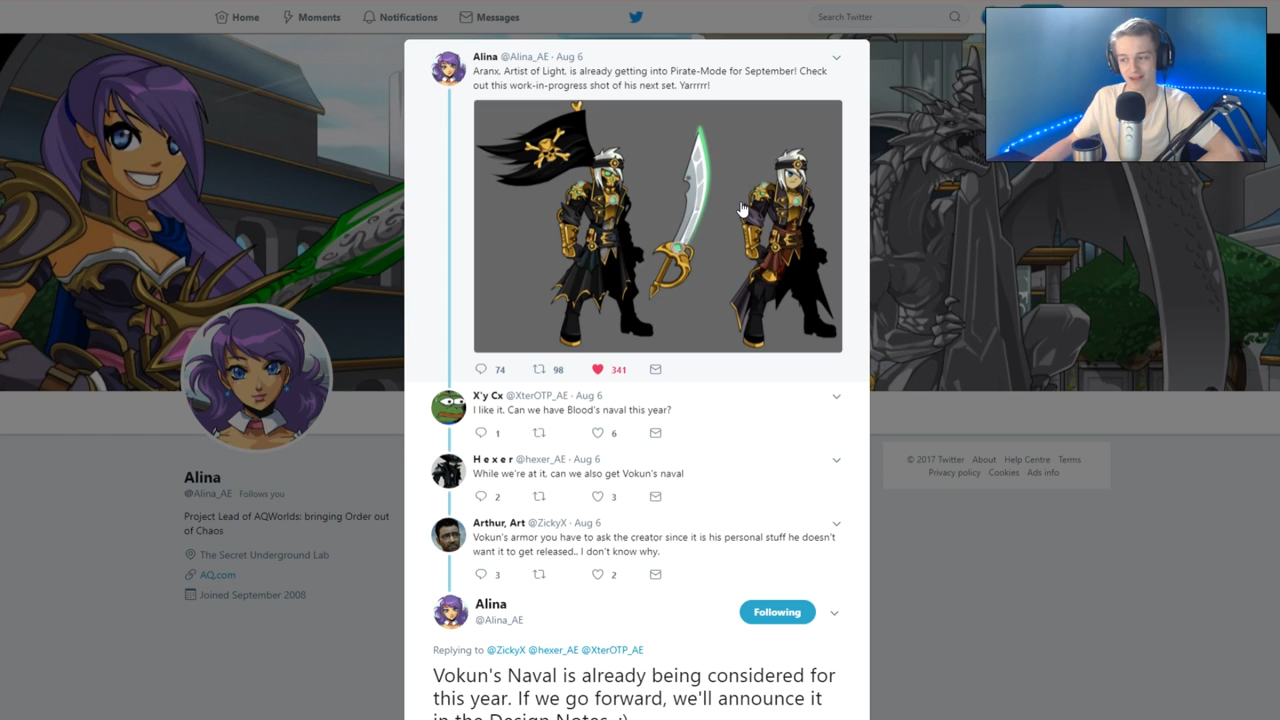 Home
Moments
Notifications
Messages
Search Twitter
Alina @Alina_AE · Aug 6
Aranx, Artist of Light, is already getting into Pirate-Mode for September! Check
out this work-in-progress shot of his next set. Yarrrrr!
74 98 341
X'y Cx @XterOTP_AE · Aug 6
I like it. Can we have Blood's naval this year?
1 6
H e x e r @hexer_AE · Aug 6
While we're at it, can we also get Vokun's naval
2 3
Arthur, Art @ZickyX · Aug 6
Vokun's armor you have to ask the creator since it is his personal stuff he doesn't
want it to get released.. I don't know why.
3 2
Alina
@Alina_AE
Following
Replying to @ZickyX @hexer_AE @XterOTP_AE
Vokun's Naval is already being considered for
this year. If we go forward, we'll announce it
in the Design Notes. :)
Alina
@Alina_AE Follows you
Project Lead of AQWorlds: bringing Order out
of Chaos
The Secret Underground Lab
AQ.com
Joined September 2008
© 2017 Twitter About Help Centre Terms
Privacy policy Cookies Ads info